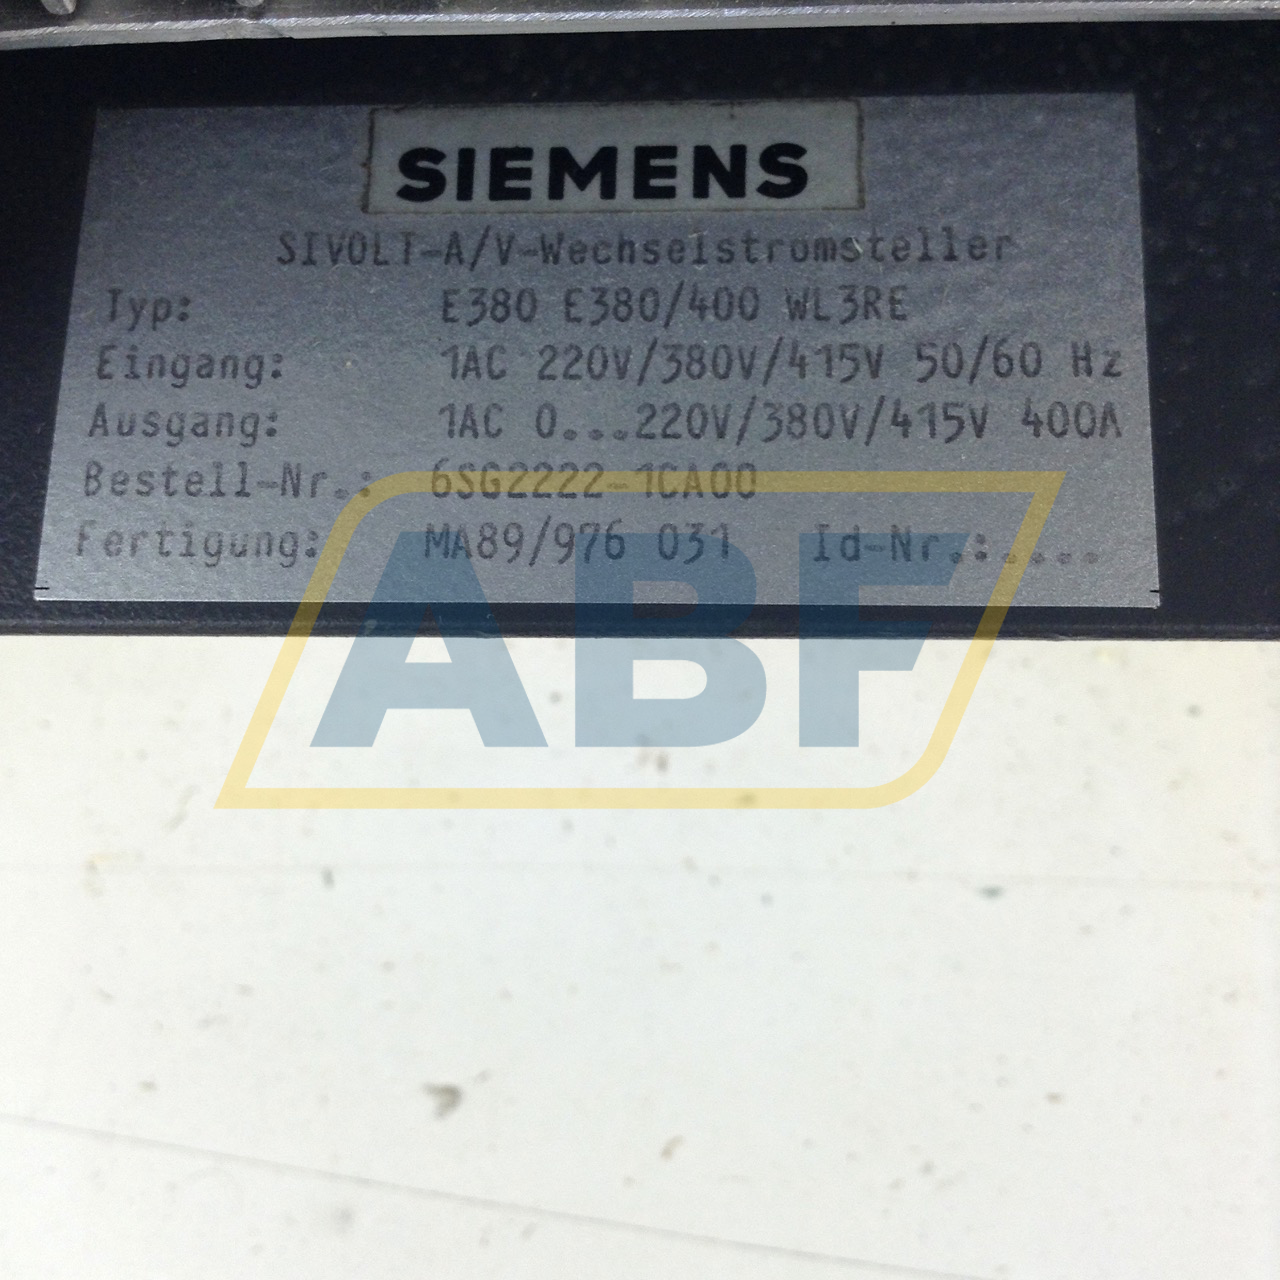 SIEMENS
SIVOLT-A/V-Wechselstromsteller
Typ: E380 E380/400 WL3RE
Eingang: 1AC 220V/380V/415V 50/60 Hz
Ausgang: 1AC 0...220V/380V/415V 400A
Bestell-Nr.: 6SG2222-1CA00
Fertigung: MA89/976 031 Id-Nr.:....
ABF